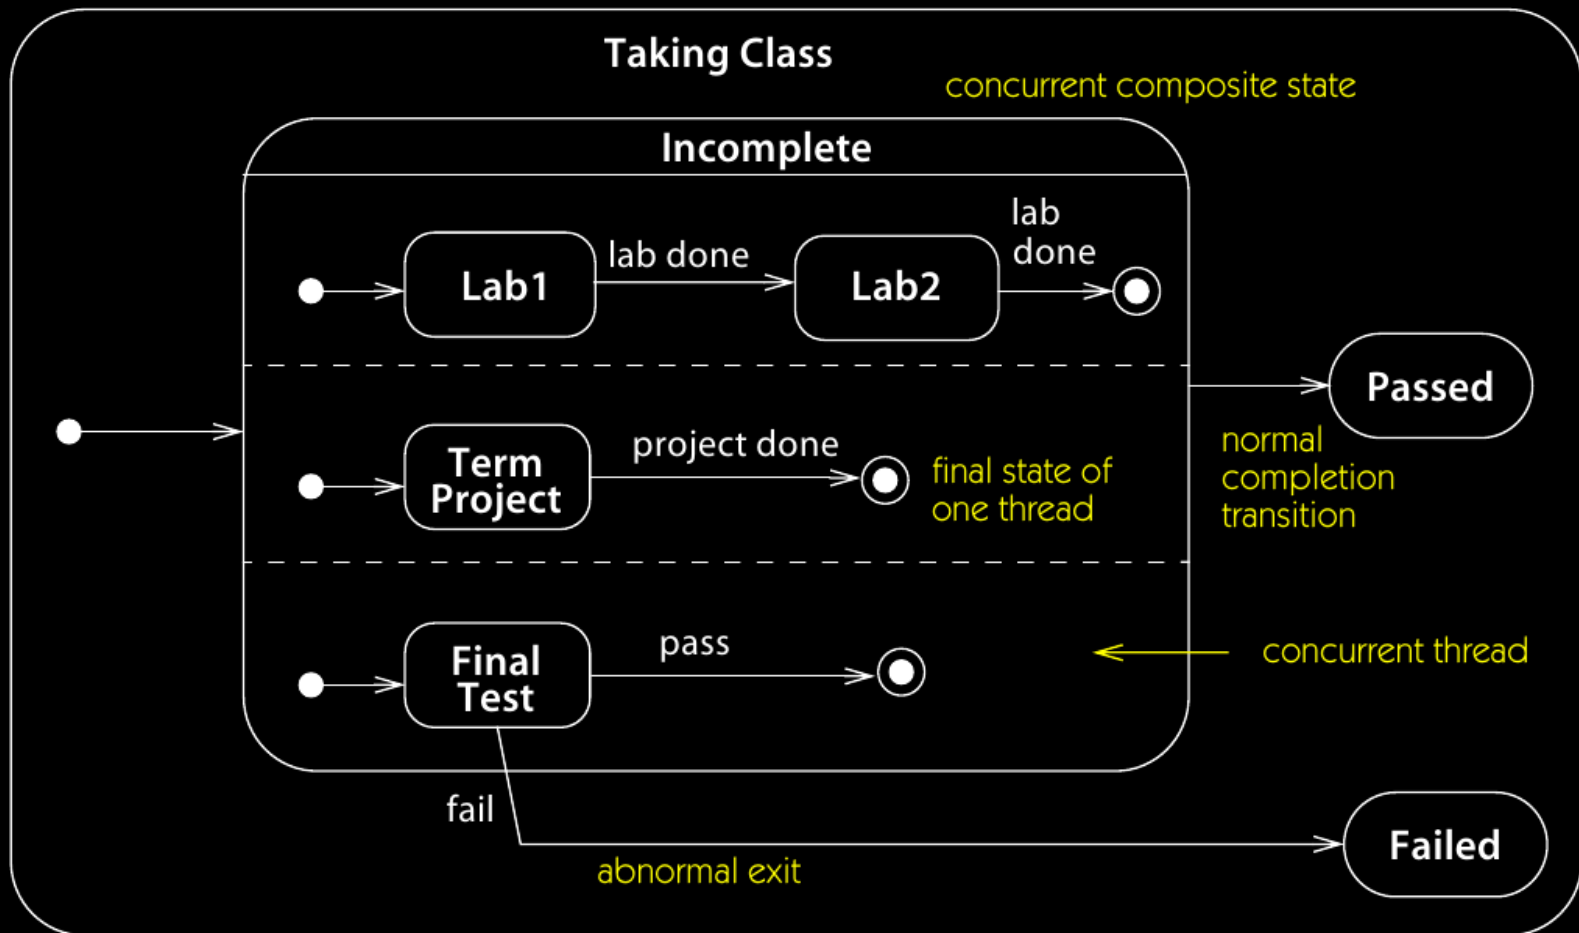 Taking Class
concurrent composite state
Incomplete
Lab1
lab done
Lab2
lab
done
Term
Project
project done
final state of
one thread
Passed
normal
completion
transition
Final
Test
pass
concurrent thread
fail
abnormal exit
Failed